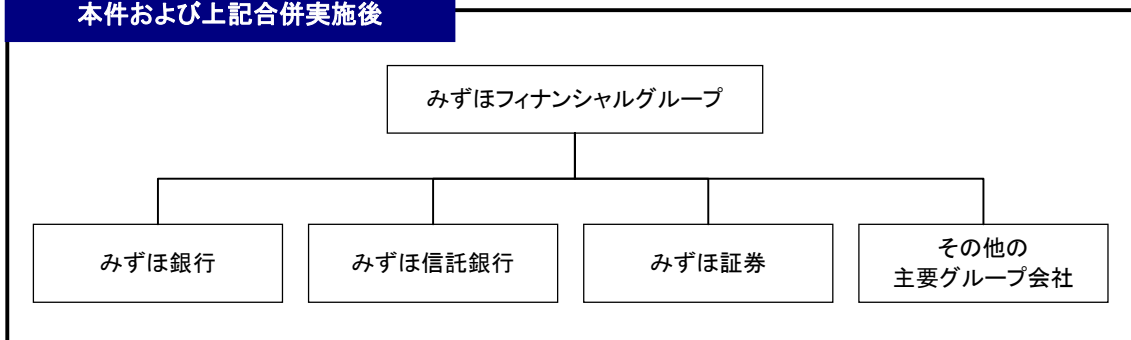 本件および上記合併実施後
みずほフィナンシャルグループ
みずほ銀行
みずほ信託銀行
みずほ証券
その他の
主要グループ会社